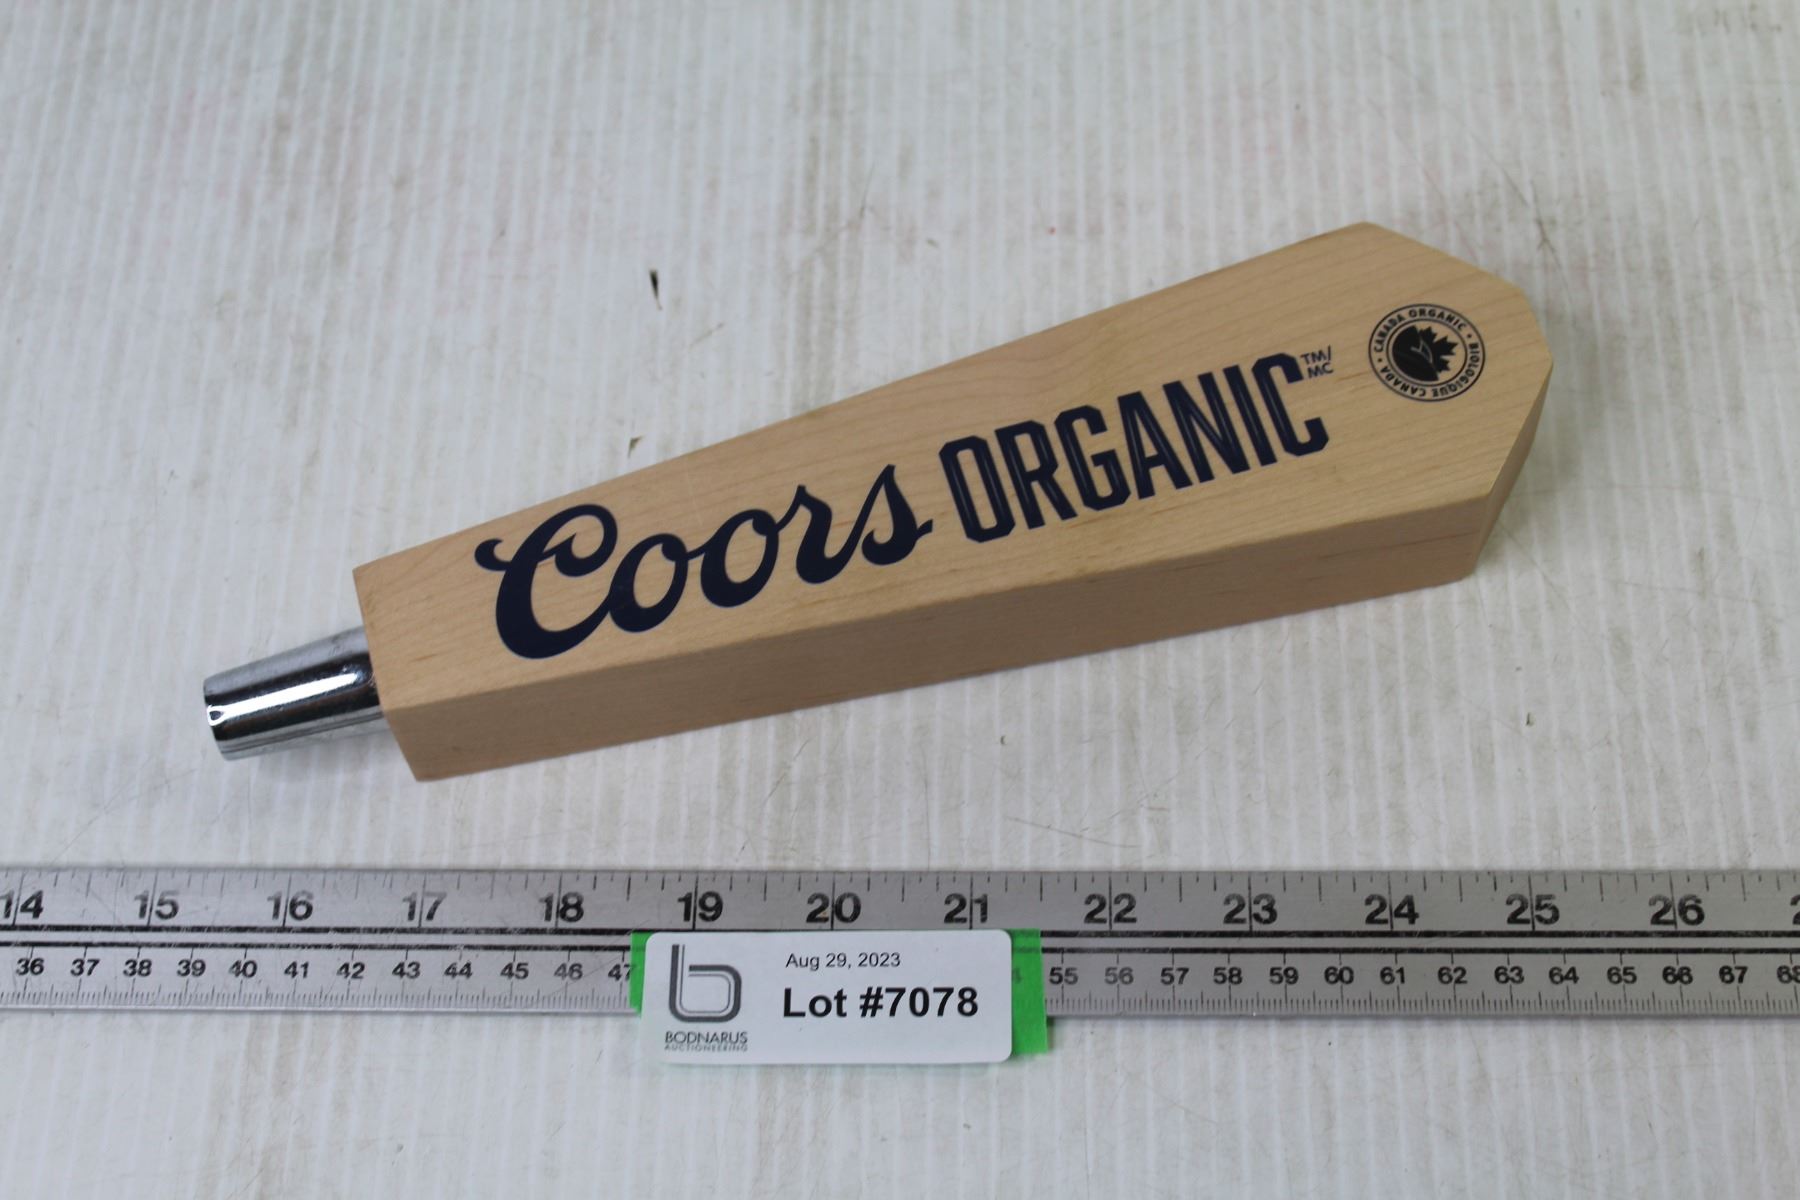 Coors ORGANIC TM/
MC
CANADA ORGANIC • BIOLOGIQUE CANADA •
14 15 16 17 18 19 20 21 22 23 24 25 26
36 37 38 39 40 41 42 43 44 45 46 47 55 56 57 58 59 60 61 62 63 64 65 66 67 68
Aug 29, 2023
Lot #7078
b
BODNARUS
AUCTIONEERING